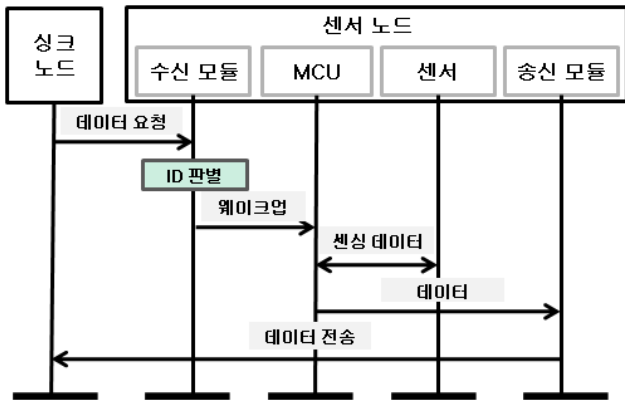 싱크
노드
센서 노드
수신 모듈
MCU
센서
송신 모듈
데이터 요청
ID 판별
웨이크업
센싱 데이터
데이터
데이터 전송